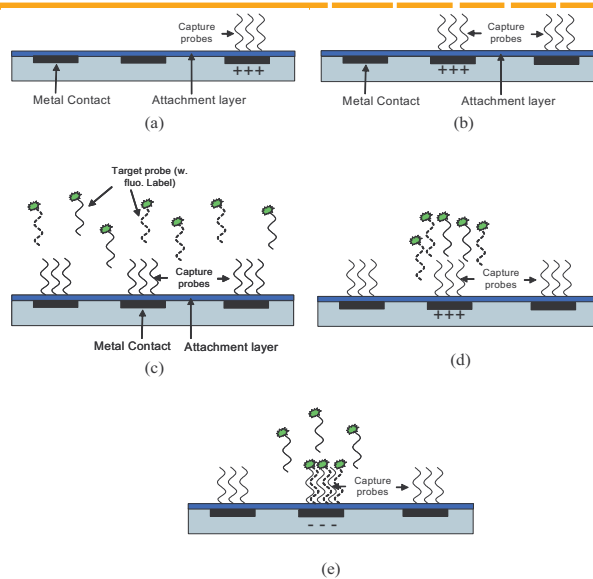 Capture
probes
+++
Metal Contact
Attachment layer
(a)
Capture
probes
+++
Metal Contact
Attachment layer
(b)
Target probe (w.
fluo. Label)
Capture
probes
Metal Contact
Attachment layer
(c)
Capture
probes
+++
(d)
Capture
probes
- - -
(e)